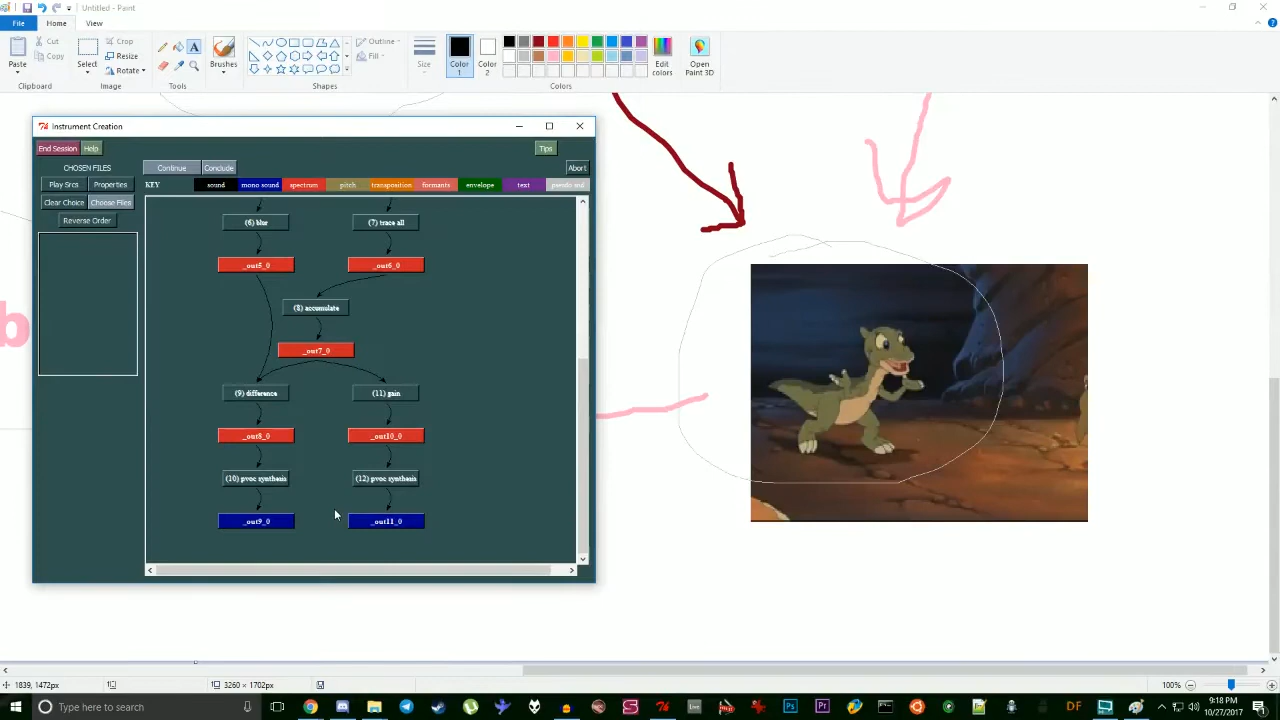 Untitled - Paint
File Home View
Paste
Cut
Copy
Clipboard
Select
Crop
Resize
Rotate
Image
Tools
Brushes
Shapes
Outline
Fill
Size
Color
1
Color
2
Edit
colors
Colors
Open
Paint 3D
Instrument Creation
End Session Help Tips
CHOSEN FILES Continue Conclude Abort
Play Srcs Properties KEY sound mono sound spectrum pitch transposition formants envelope text pseudo snd
Clear Choice Choose Files
Reverse Order
(6) blur (7) trace all
_out5_0 _out6_0
(8) accumulate
_out7_0
(9) difference (11) gain
_out8_0 _out10_0
(10) pvoc synthesis (12) pvoc synthesis
_out9_0 _out11_0
b
1839, 1472px 3260 × 1702px 100%
Type here to search
9:18 PM
10/27/2017